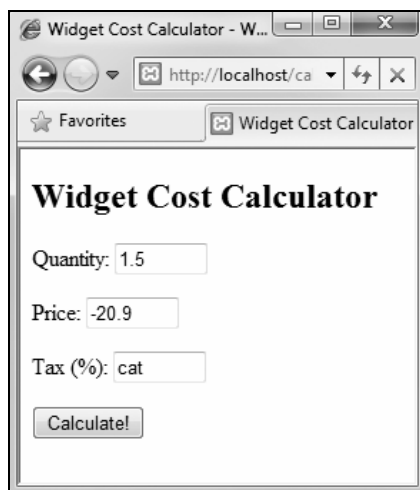 Widget Cost Calculator - W...
http://localhost/ca
Favorites
Widget Cost Calculator
Widget Cost Calculator
Quantity: 1.5
Price: -20.9
Tax (%): cat
Calculate!